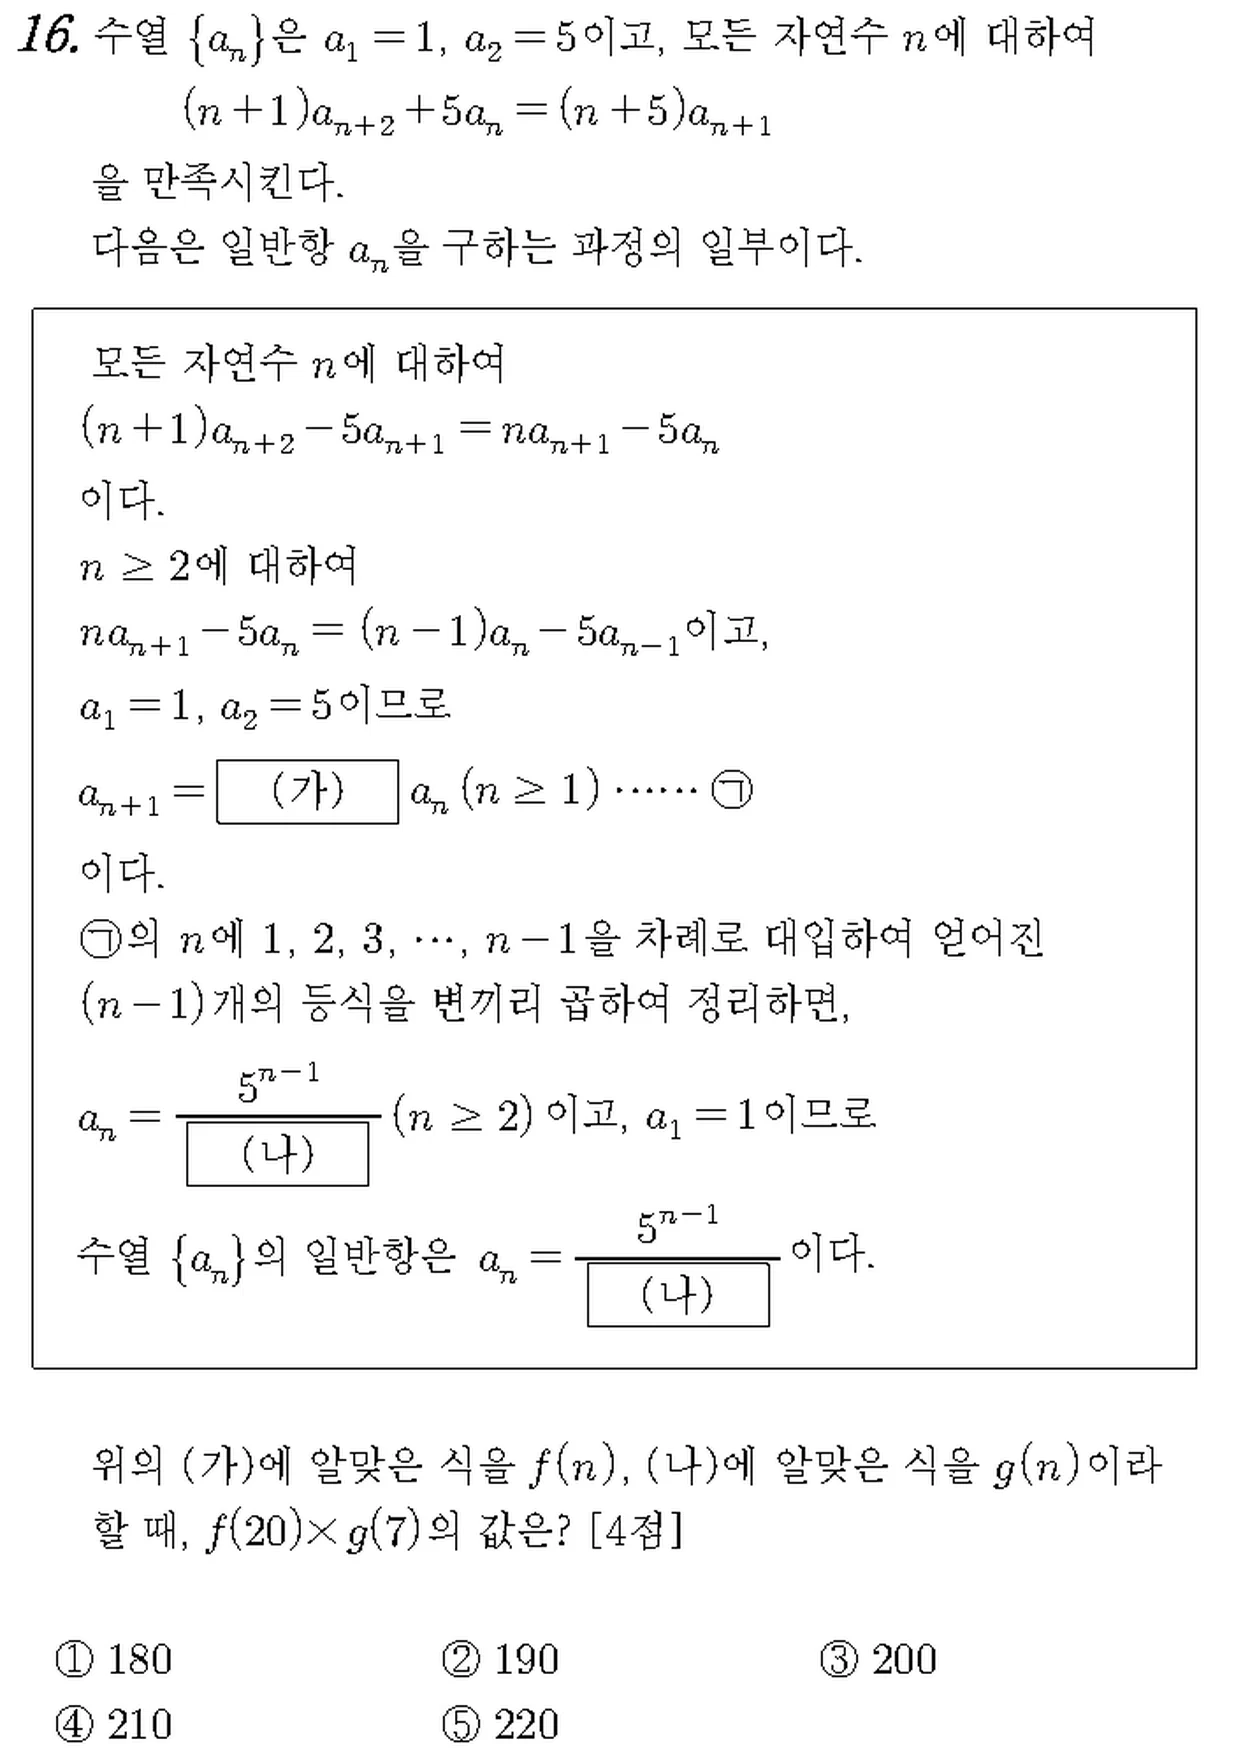 16. 수열 {aₙ}은 a₁ = 1, a₂ = 5이고, 모든 자연수 n에 대하여
(n+1)aₙ₊₂ + 5aₙ = (n+5)aₙ₊₁
을 만족시킨다.
다음은 일반항 aₙ을 구하는 과정의 일부이다.
모든 자연수 n에 대하여
(n+1)aₙ₊₂ − 5aₙ₊₁ = naₙ₊₁ − 5aₙ
이다.
n ≥ 2에 대하여
naₙ₊₁ − 5aₙ = (n−1)aₙ − 5aₙ₋₁이고,
a₁ = 1, a₂ = 5이므로
aₙ₊₁ = (가) aₙ (n ≥ 1) ⋯⋯ ㉠
이다.
㉠의 n에 1, 2, 3, ⋯, n−1을 차례로 대입하여 얻어진
(n−1)개의 등식을 변끼리 곱하여 정리하면,
aₙ = 5ⁿ⁻¹ / (나) (n ≥ 2) 이고, a₁ = 1이므로
수열 {aₙ}의 일반항은 aₙ = 5ⁿ⁻¹ / (나) 이다.
위의 (가)에 알맞은 식을 f(n), (나)에 알맞은 식을 g(n)이라
할 때, f(20)×g(7)의 값은? [4점]
① 180 ② 190 ③ 200
④ 210 ⑤ 220